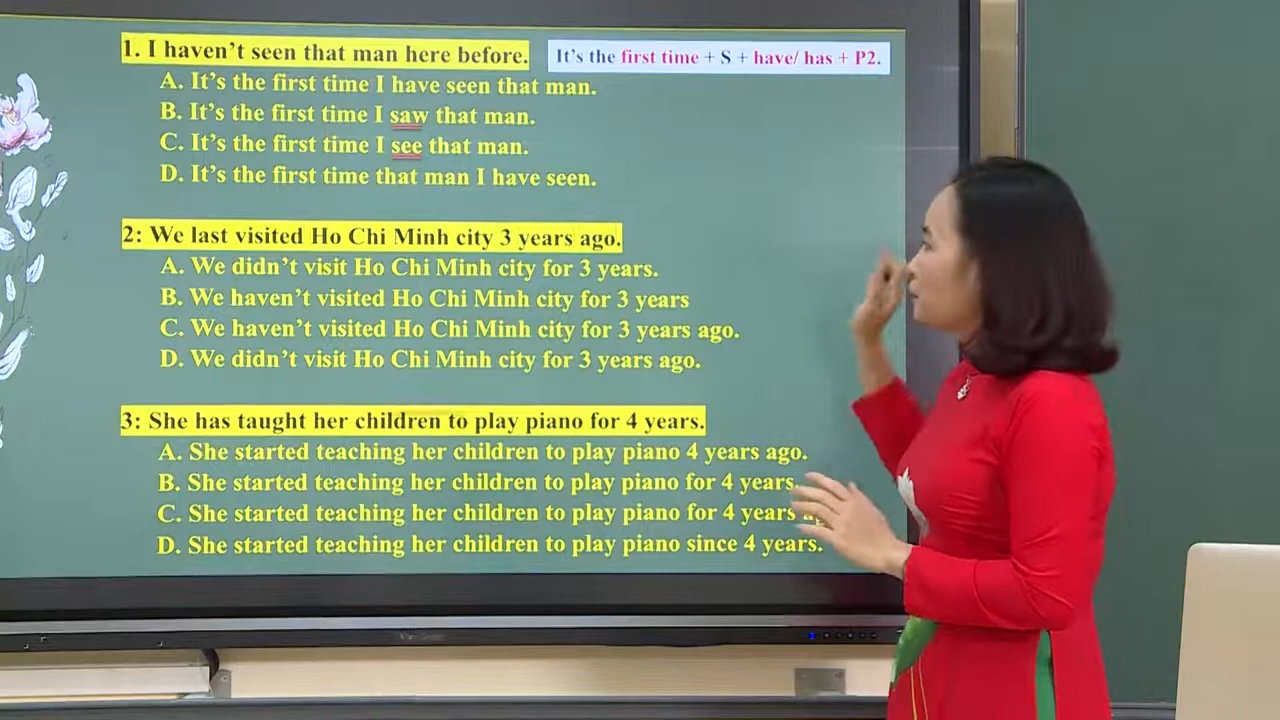 1. I haven't seen that man here before.
It's the first time + S + have/ has + P2.
A. It's the first time I have seen that man.
B. It's the first time I saw that man.
C. It's the first time I see that man.
D. It's the first time that man I have seen.
2: We last visited Ho Chi Minh city 3 years ago.
A. We didn't visit Ho Chi Minh city for 3 years.
B. We haven't visited Ho Chi Minh city for 3 years
C. We haven't visited Ho Chi Minh city for 3 years ago.
D. We didn't visit Ho Chi Minh city for 3 years ago.
3: She has taught her children to play piano for 4 years.
A. She started teaching her children to play piano 4 years ago.
B. She started teaching her children to play piano for 4 years.
C. She started teaching her children to play piano for 4 years
D. She started teaching her children to play piano since 4 years.